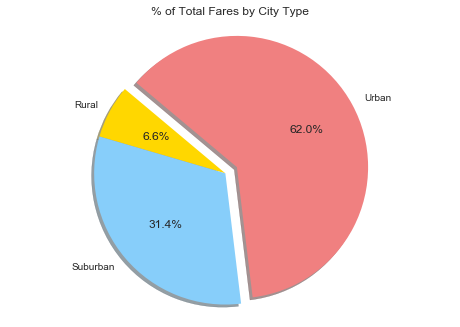 % of Total Fares by City Type
Urban
Rural
62.0%
6.6%
31.4%
Suburban